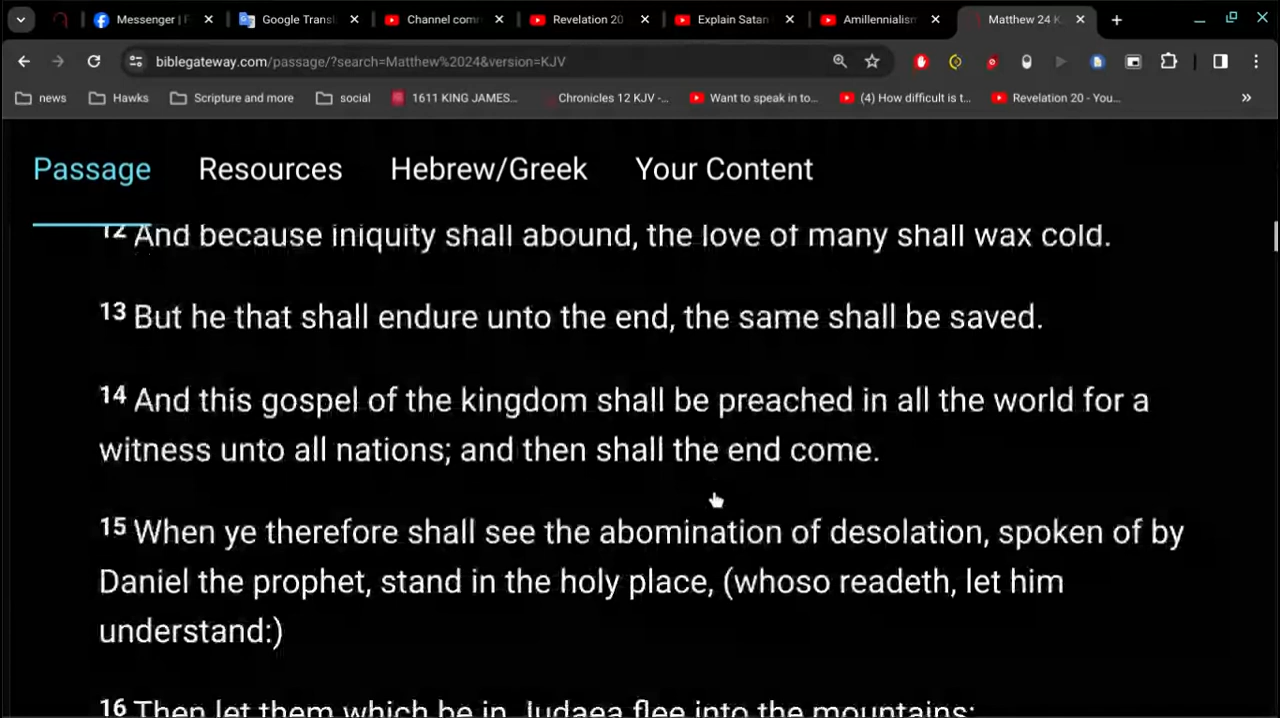 Messenger | F
Google Transl
Channel comm
Revelation 20
Explain Satan
Amillennialism
Matthew 24 K
biblegateway.com/passage/?search=Matthew%2024&version=KJV
news
Hawks
Scripture and more
social
1611 KING JAMES...
Chronicles 12 KJV -...
Want to speak in to...
(4) How difficult is t...
Revelation 20 - You...
»
Passage
Resources
Hebrew/Greek
Your Content
12 And because iniquity shall abound, the love of many shall wax cold.
13 But he that shall endure unto the end, the same shall be saved.
14 And this gospel of the kingdom shall be preached in all the world for a
witness unto all nations; and then shall the end come.
15 When ye therefore shall see the abomination of desolation, spoken of by
Daniel the prophet, stand in the holy place, (whoso readeth, let him
understand:)
16 Then let them which be in Judaea flee into the mountains: